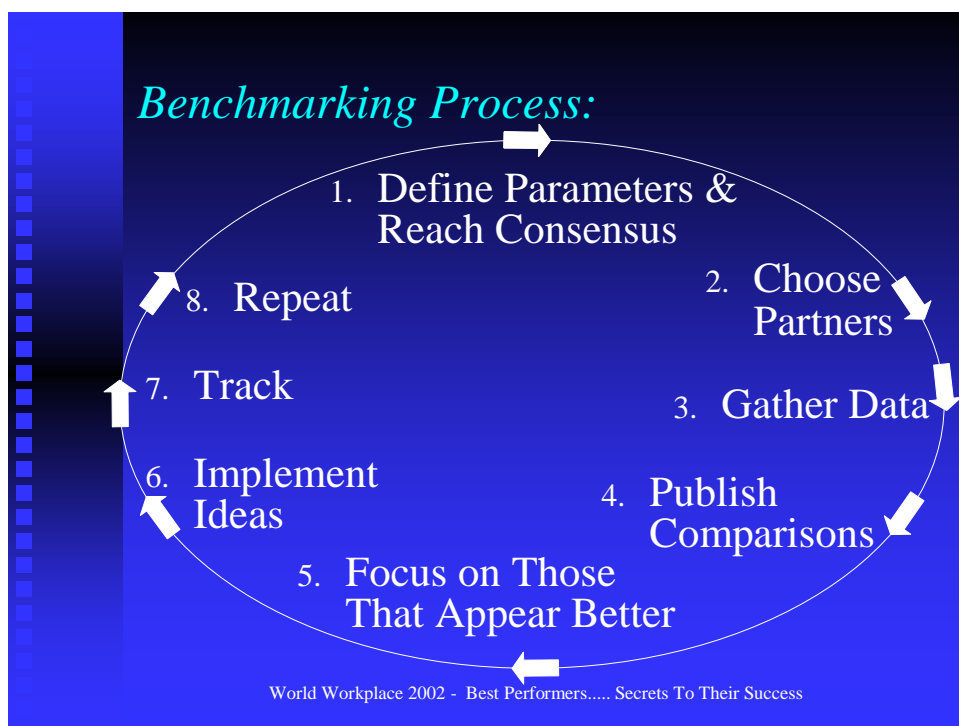 Benchmarking Process:
1. Define Parameters &
Reach Consensus
2. Choose
Partners
3. Gather Data
4. Publish
Comparisons
5. Focus on Those
That Appear Better
6. Implement
Ideas
7. Track
8. Repeat
World Workplace 2002 - Best Performers..... Secrets To Their Success